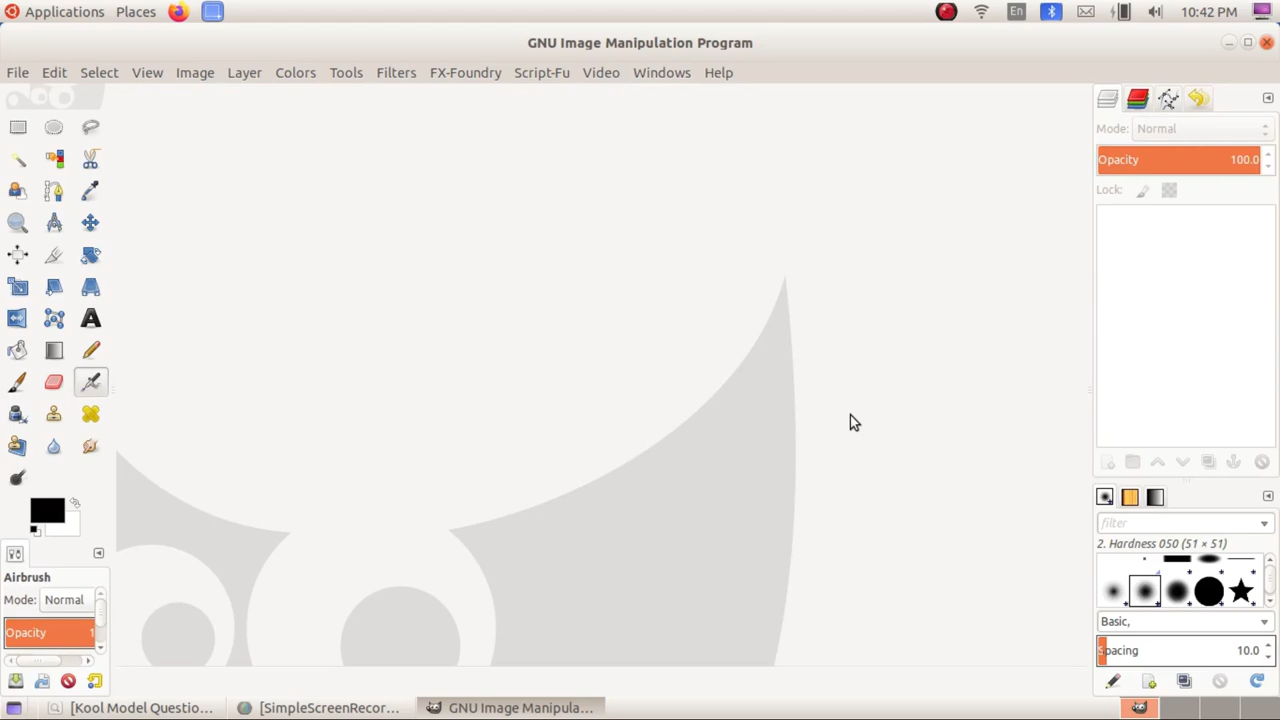 Applications Places En 10:42 PM
GNU Image Manipulation Program
File Edit Select View Image Layer Colors Tools Filters FX-Foundry Script-Fu Video Windows Help
Mode: Normal
Opacity 100.0
Lock:
A
filter
2. Hardness 050 (51 × 51)
Airbrush
Mode: Normal
Opacity 1
Basic,
Spacing 10.0
[Kool Model Questio... [SimpleScreenRecor... GNU Image Manipula...